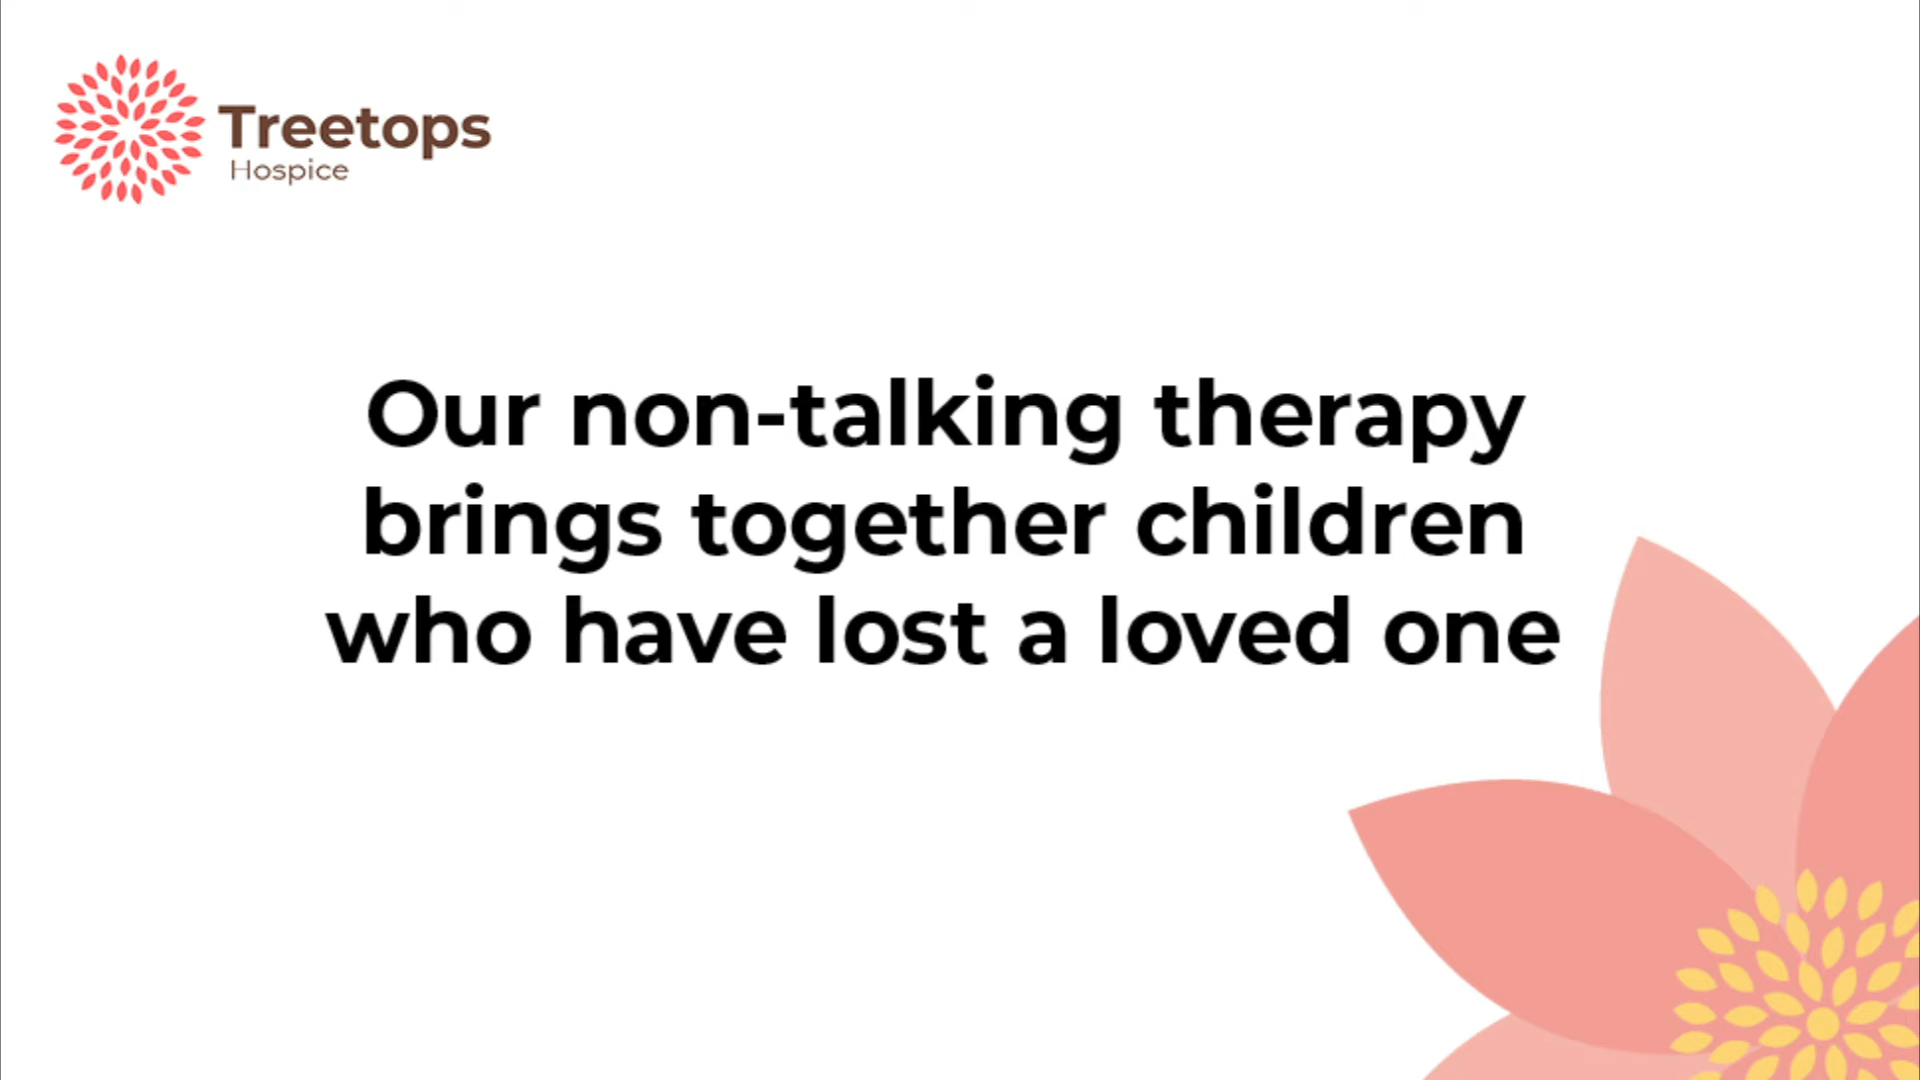 Treetops
Hospice
Our non-talking therapy
brings together children
who have lost a loved one